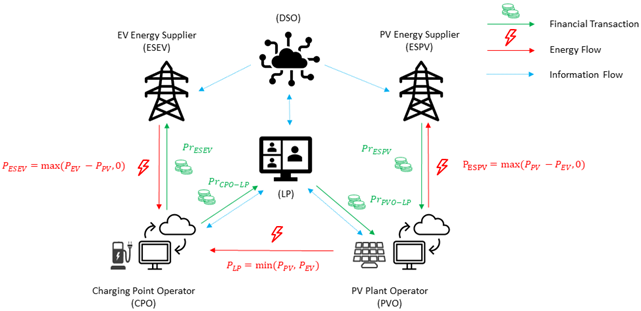 (DSO)
EV Energy Supplier
(ESEV)
PV Energy Supplier
(ESPV)
Financial Transaction
Energy Flow
Information Flow
Pr_ESEV
Pr_ESPV
P_ESEV = max(P_EV − P_PV, 0)
P_ESPV = max(P_PV − P_EV, 0)
Pr_CPO−LP
(LP)
Pr_PVO−LP
P_LP = min(P_PV, P_EV)
Charging Point Operator
(CPO)
PV Plant Operator
(PVO)